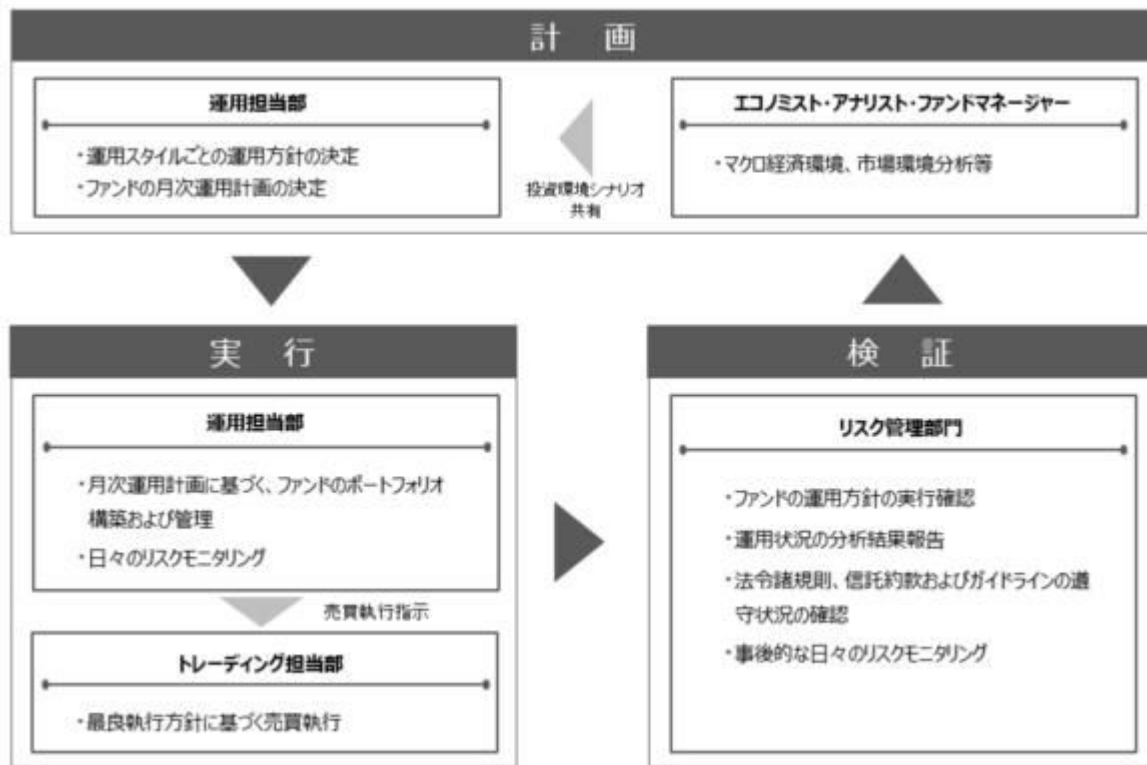 計 画
運用担当部
・運用スタイルごとの運用方針の決定
・ファンドの月次運用計画の決定
投資環境シナリオ
共有
エコノミスト・アナリスト・ファンドマネージャー
・マクロ経済環境、市場環境分析等
実 行
運用担当部
・月次運用計画に基づく、ファンドのポートフォリオ
構築および管理
・日々のリスクモニタリング
売買執行指示
トレーディング担当部
・最良執行方針に基づく売買執行
検 証
リスク管理部門
・ファンドの運用方針の実行確認
・運用状況の分析結果報告
・法令諸規則、信託約款およびガイドラインの遵
守状況の確認
・事後的な日々のリスクモニタリング